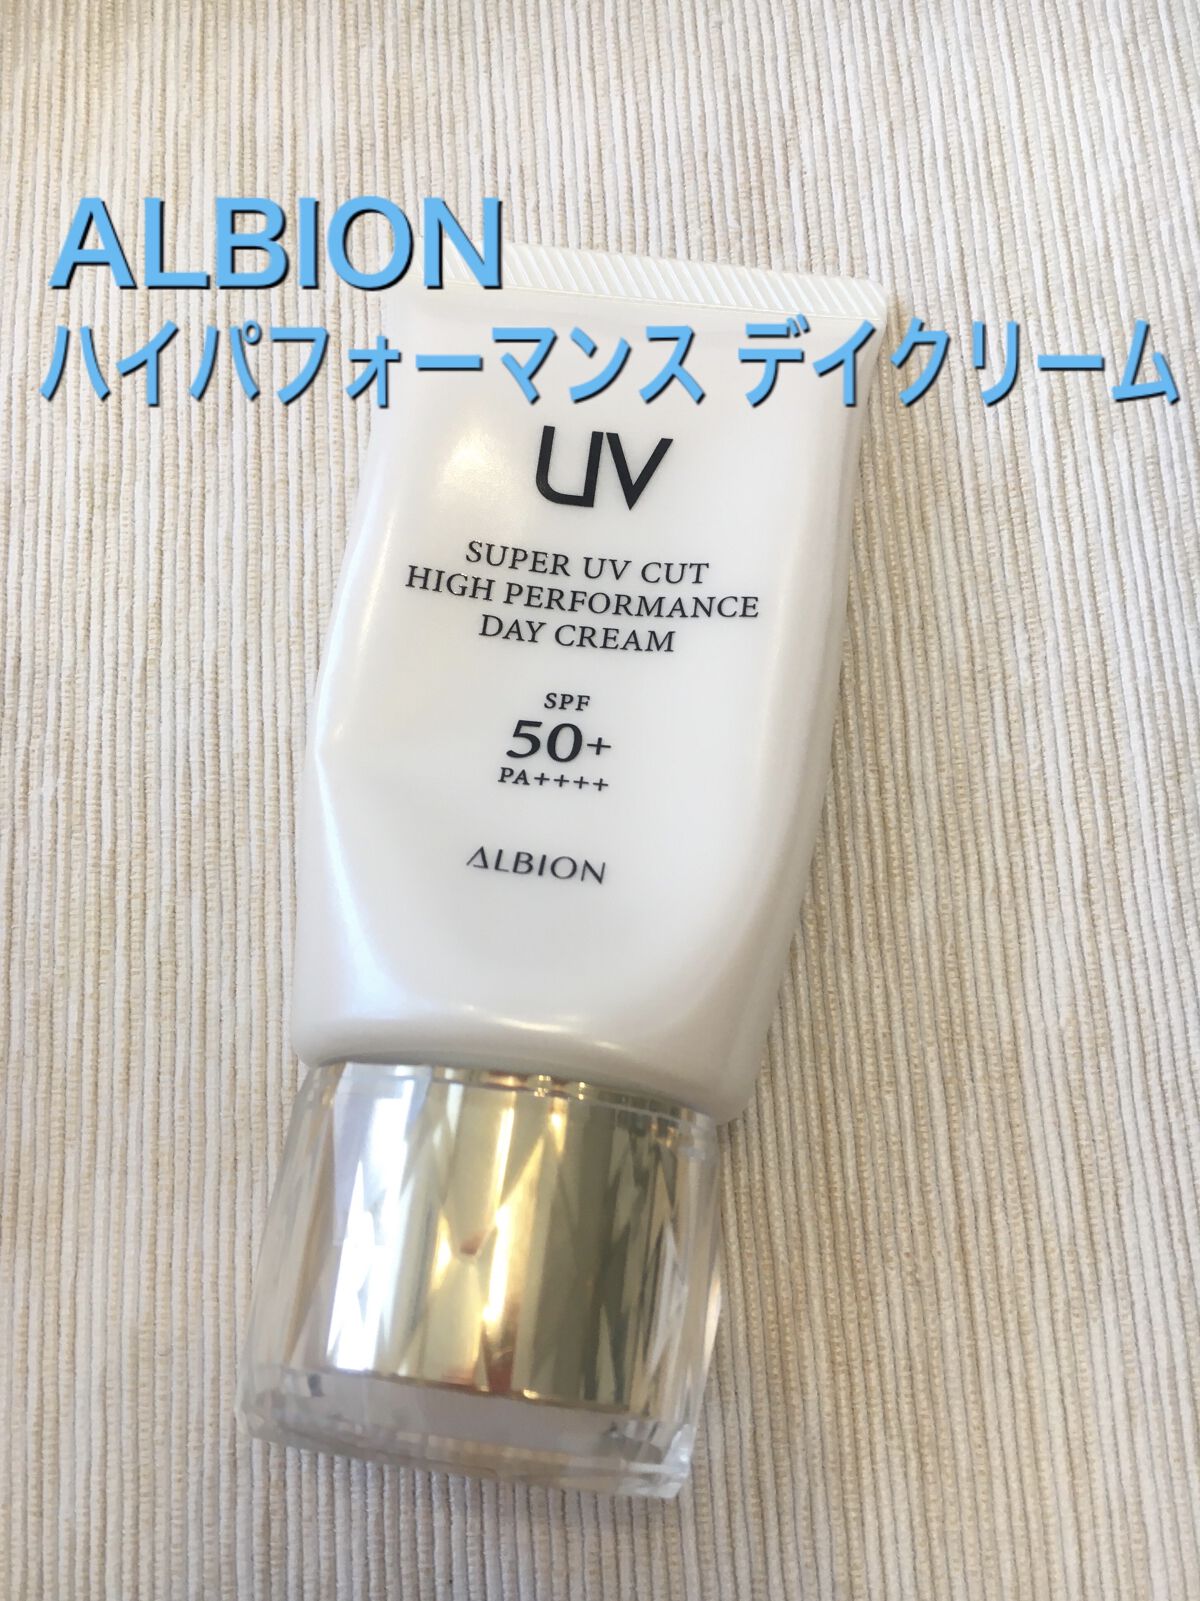 ALBION
ハイパフォーマンス デイクリーム
UV
SUPER UV CUT
HIGH PERFORMANCE
DAY CREAM
SPF
50+
PA++++
ALBION